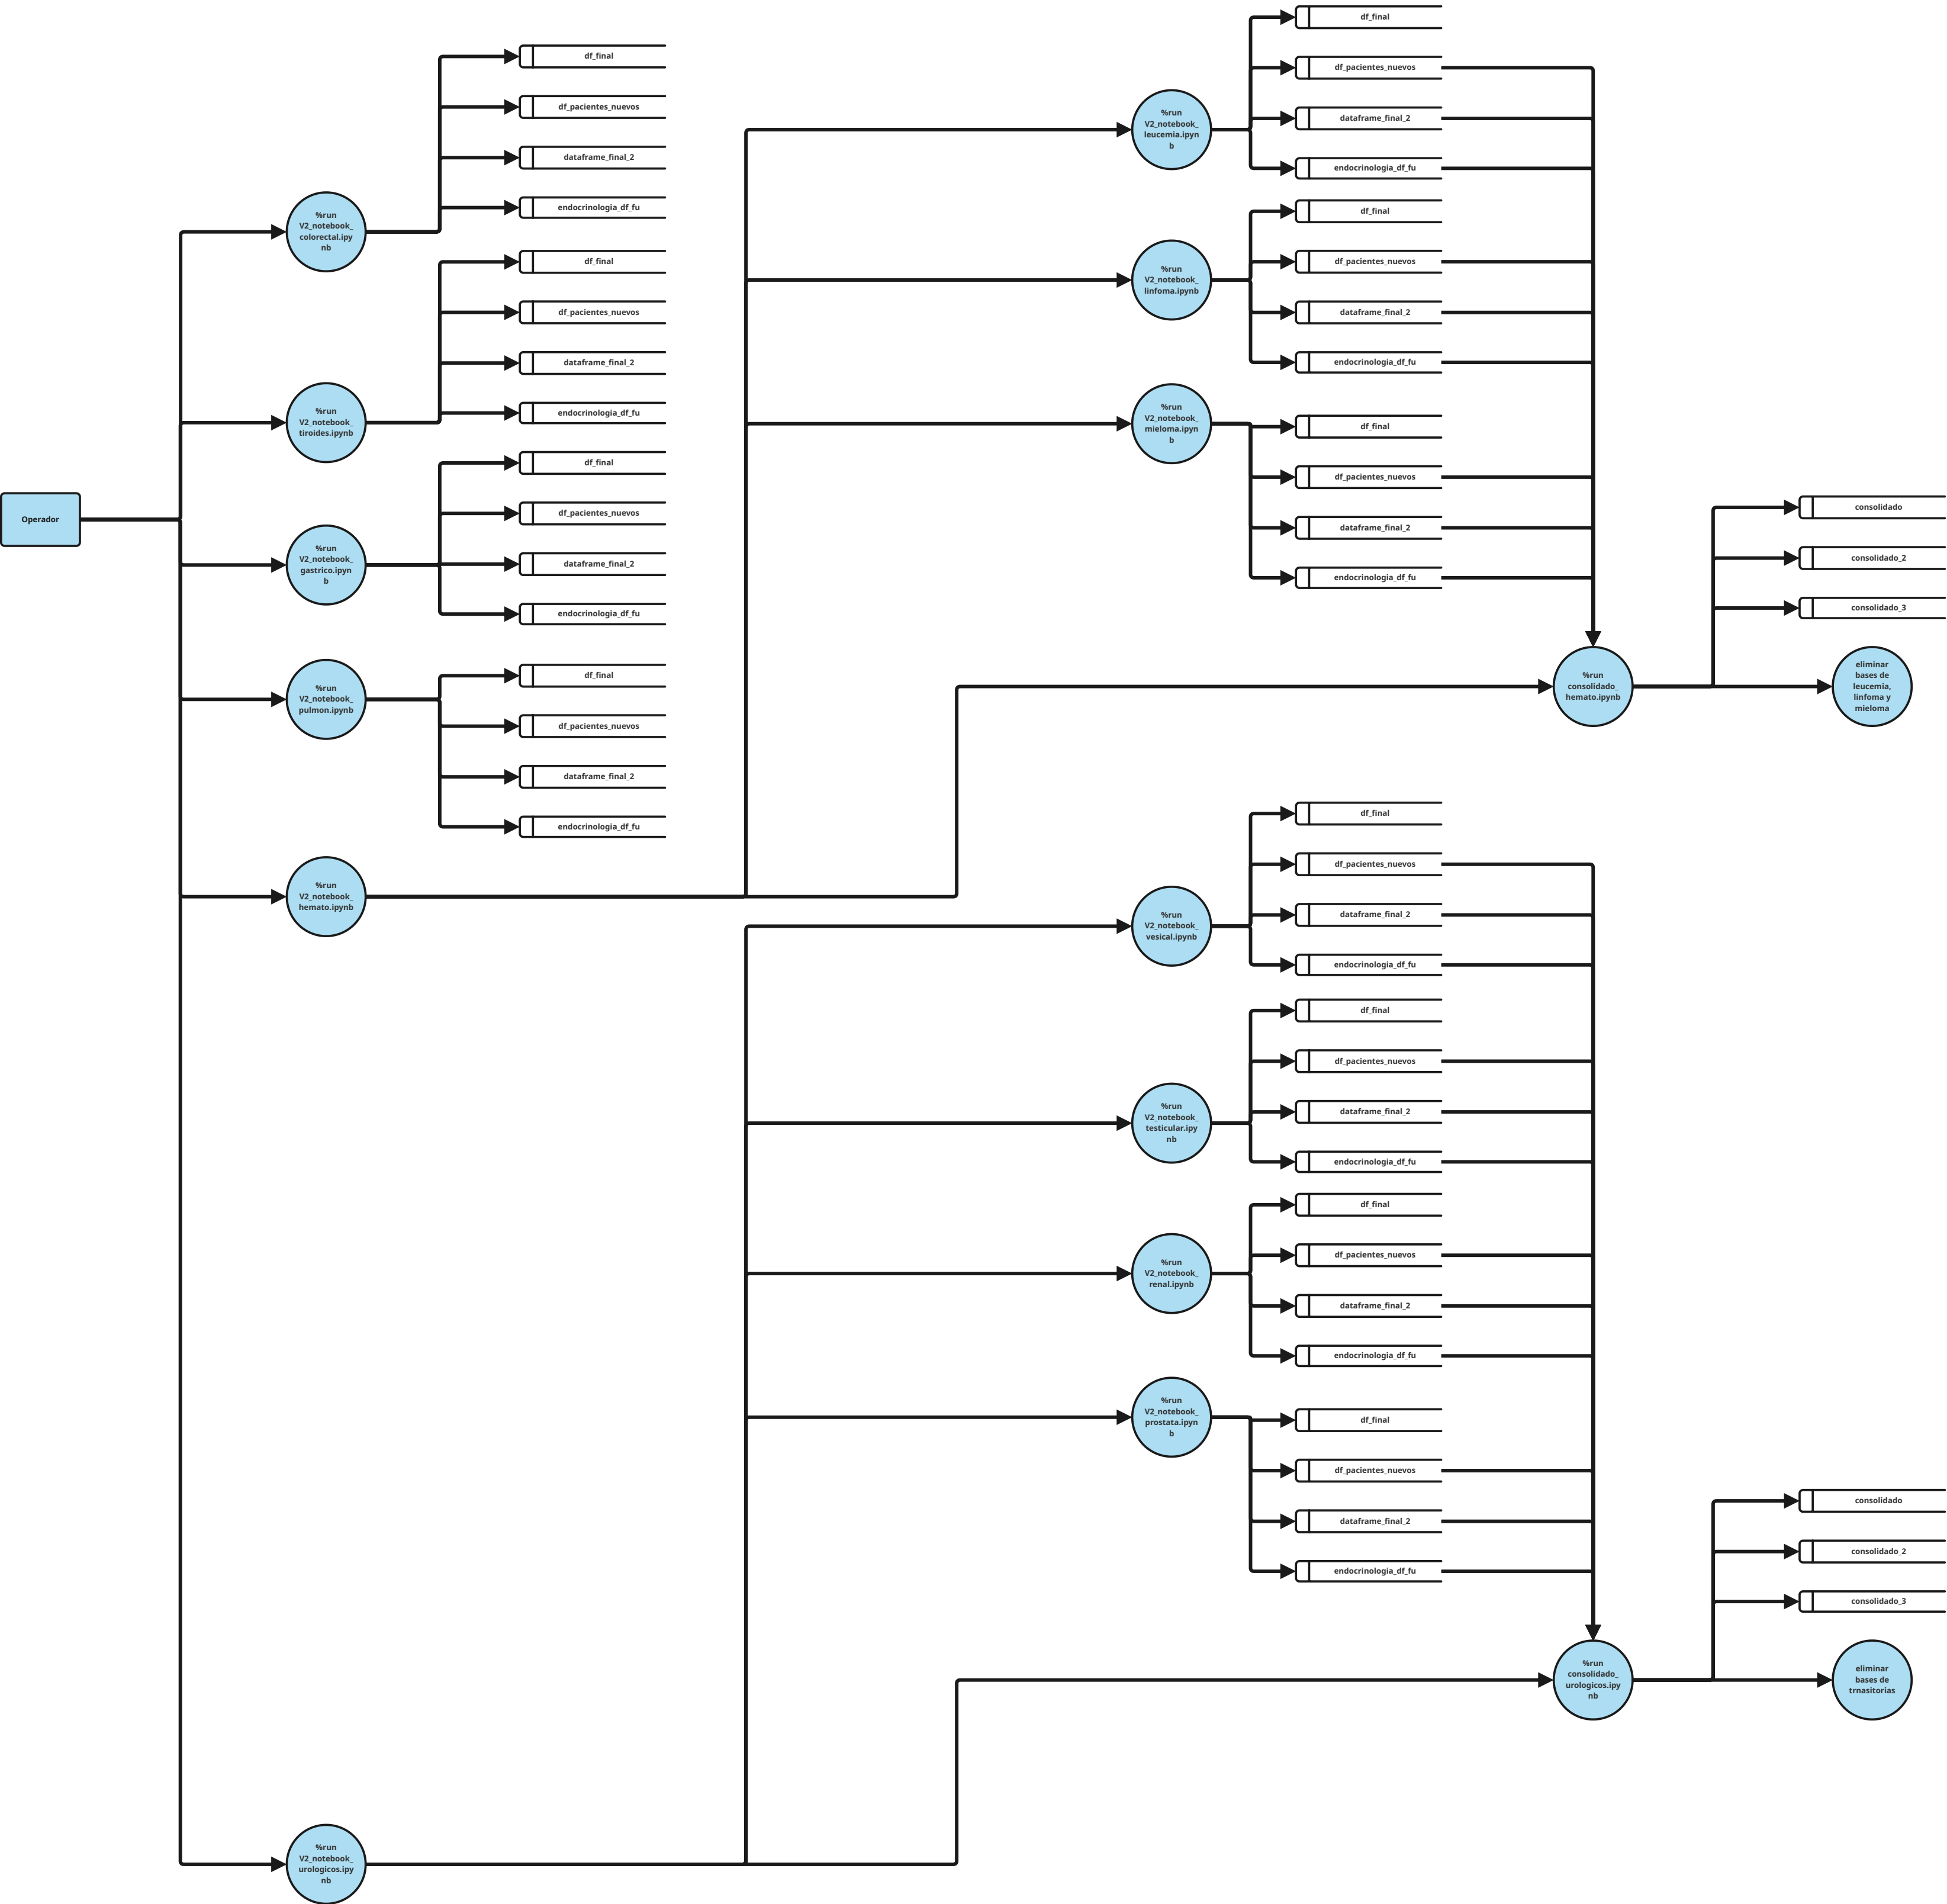 Operador
%run
V2_notebook_
colorectal.ipy
nb
df_final
df_pacientes_nuevos
dataframe_final_2
endocrinologia_df_fu
%run
V2_notebook_
tiroides.ipynb
df_final
df_pacientes_nuevos
dataframe_final_2
endocrinologia_df_fu
%run
V2_notebook_
gastrico.ipyn
b
df_final
df_pacientes_nuevos
dataframe_final_2
endocrinologia_df_fu
%run
V2_notebook_
pulmon.ipynb
df_final
df_pacientes_nuevos
dataframe_final_2
endocrinologia_df_fu
%run
V2_notebook_
hemato.ipynb
%run
V2_notebook_
leucemia.ipyn
b
df_final
df_pacientes_nuevos
dataframe_final_2
endocrinologia_df_fu
%run
V2_notebook_
linfoma.ipynb
df_final
df_pacientes_nuevos
dataframe_final_2
endocrinologia_df_fu
%run
V2_notebook_
mieloma.ipyn
b
df_final
df_pacientes_nuevos
dataframe_final_2
endocrinologia_df_fu
%run
consolidado_
hemato.ipynb
consolidado
consolidado_2
consolidado_3
eliminar
bases de
leucemia,
linfoma y
mieloma
%run
V2_notebook_
urologicos.ipy
nb
%run
V2_notebook_
vesical.ipynb
df_final
df_pacientes_nuevos
dataframe_final_2
endocrinologia_df_fu
%run
V2_notebook_
testicular.ipy
nb
df_final
df_pacientes_nuevos
dataframe_final_2
endocrinologia_df_fu
%run
V2_notebook_
renal.ipynb
df_final
df_pacientes_nuevos
dataframe_final_2
endocrinologia_df_fu
%run
V2_notebook_
prostata.ipyn
b
df_final
df_pacientes_nuevos
dataframe_final_2
endocrinologia_df_fu
%run
consolidado_
urologicos.ipy
nb
consolidado
consolidado_2
consolidado_3
eliminar
bases de
trnasitorias